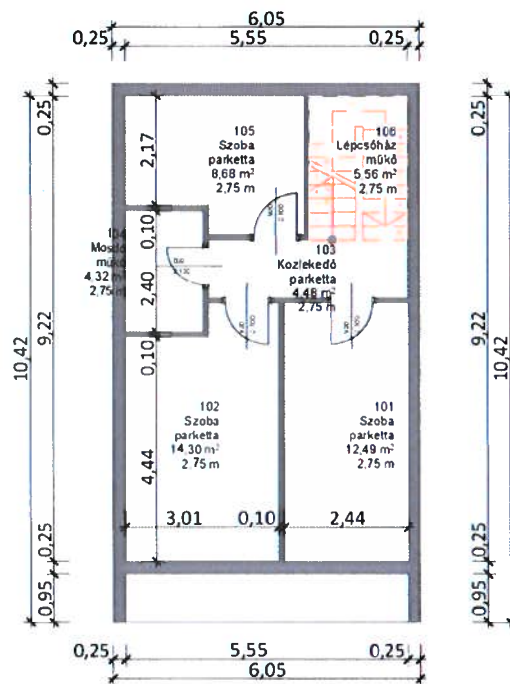 6,05
0,25 5,55 0,25
105
Szoba
parketta
8,68 m²
2,75 m
106
Lépcsőház
műkő
5,56 m²
2,75 m
104
Mosdó
műkő
4,32 m²
2,75 m
103
Közlekedő
parketta
4,48 m²
2,75 m
102
Szoba
parketta
14,30 m²
2,75 m
101
Szoba
parketta
12,49 m²
2,75 m
0,25
9,22
0,25
0,95
10,42
2,17
0,10
2,40
0,10
4,44
3,01 0,10 2,44
0,25
9,22
0,25
0,95
10,42
0,25 5,55 0,25
6,05